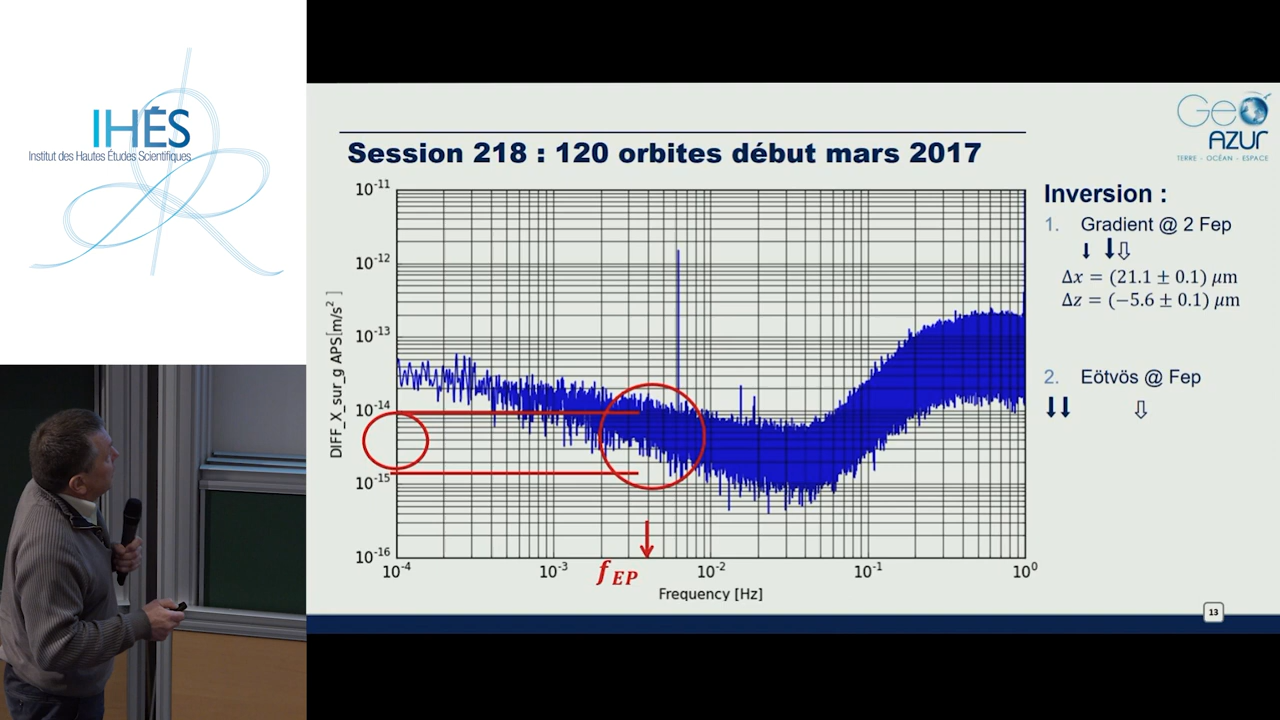 IHÉS
Institut des Hautes Études Scientifiques
GeO
AZUR
TERRE - OCÉAN - ESPACE
Session 218 : 120 orbites début mars 2017
10⁻¹¹
10⁻¹²
10⁻¹³
10⁻¹⁴
10⁻¹⁵
10⁻¹⁶
DIFF_X_sur_g APS[m/s² ]
10⁻⁴
10⁻³
10⁻²
10⁻¹
10⁰
f_EP
Frequency [Hz]
Inversion :
1. Gradient @ 2 Fep
Δx = (21.1 ± 0.1) μm
Δz = (−5.6 ± 0.1) μm
2. Eötvös @ Fep
13